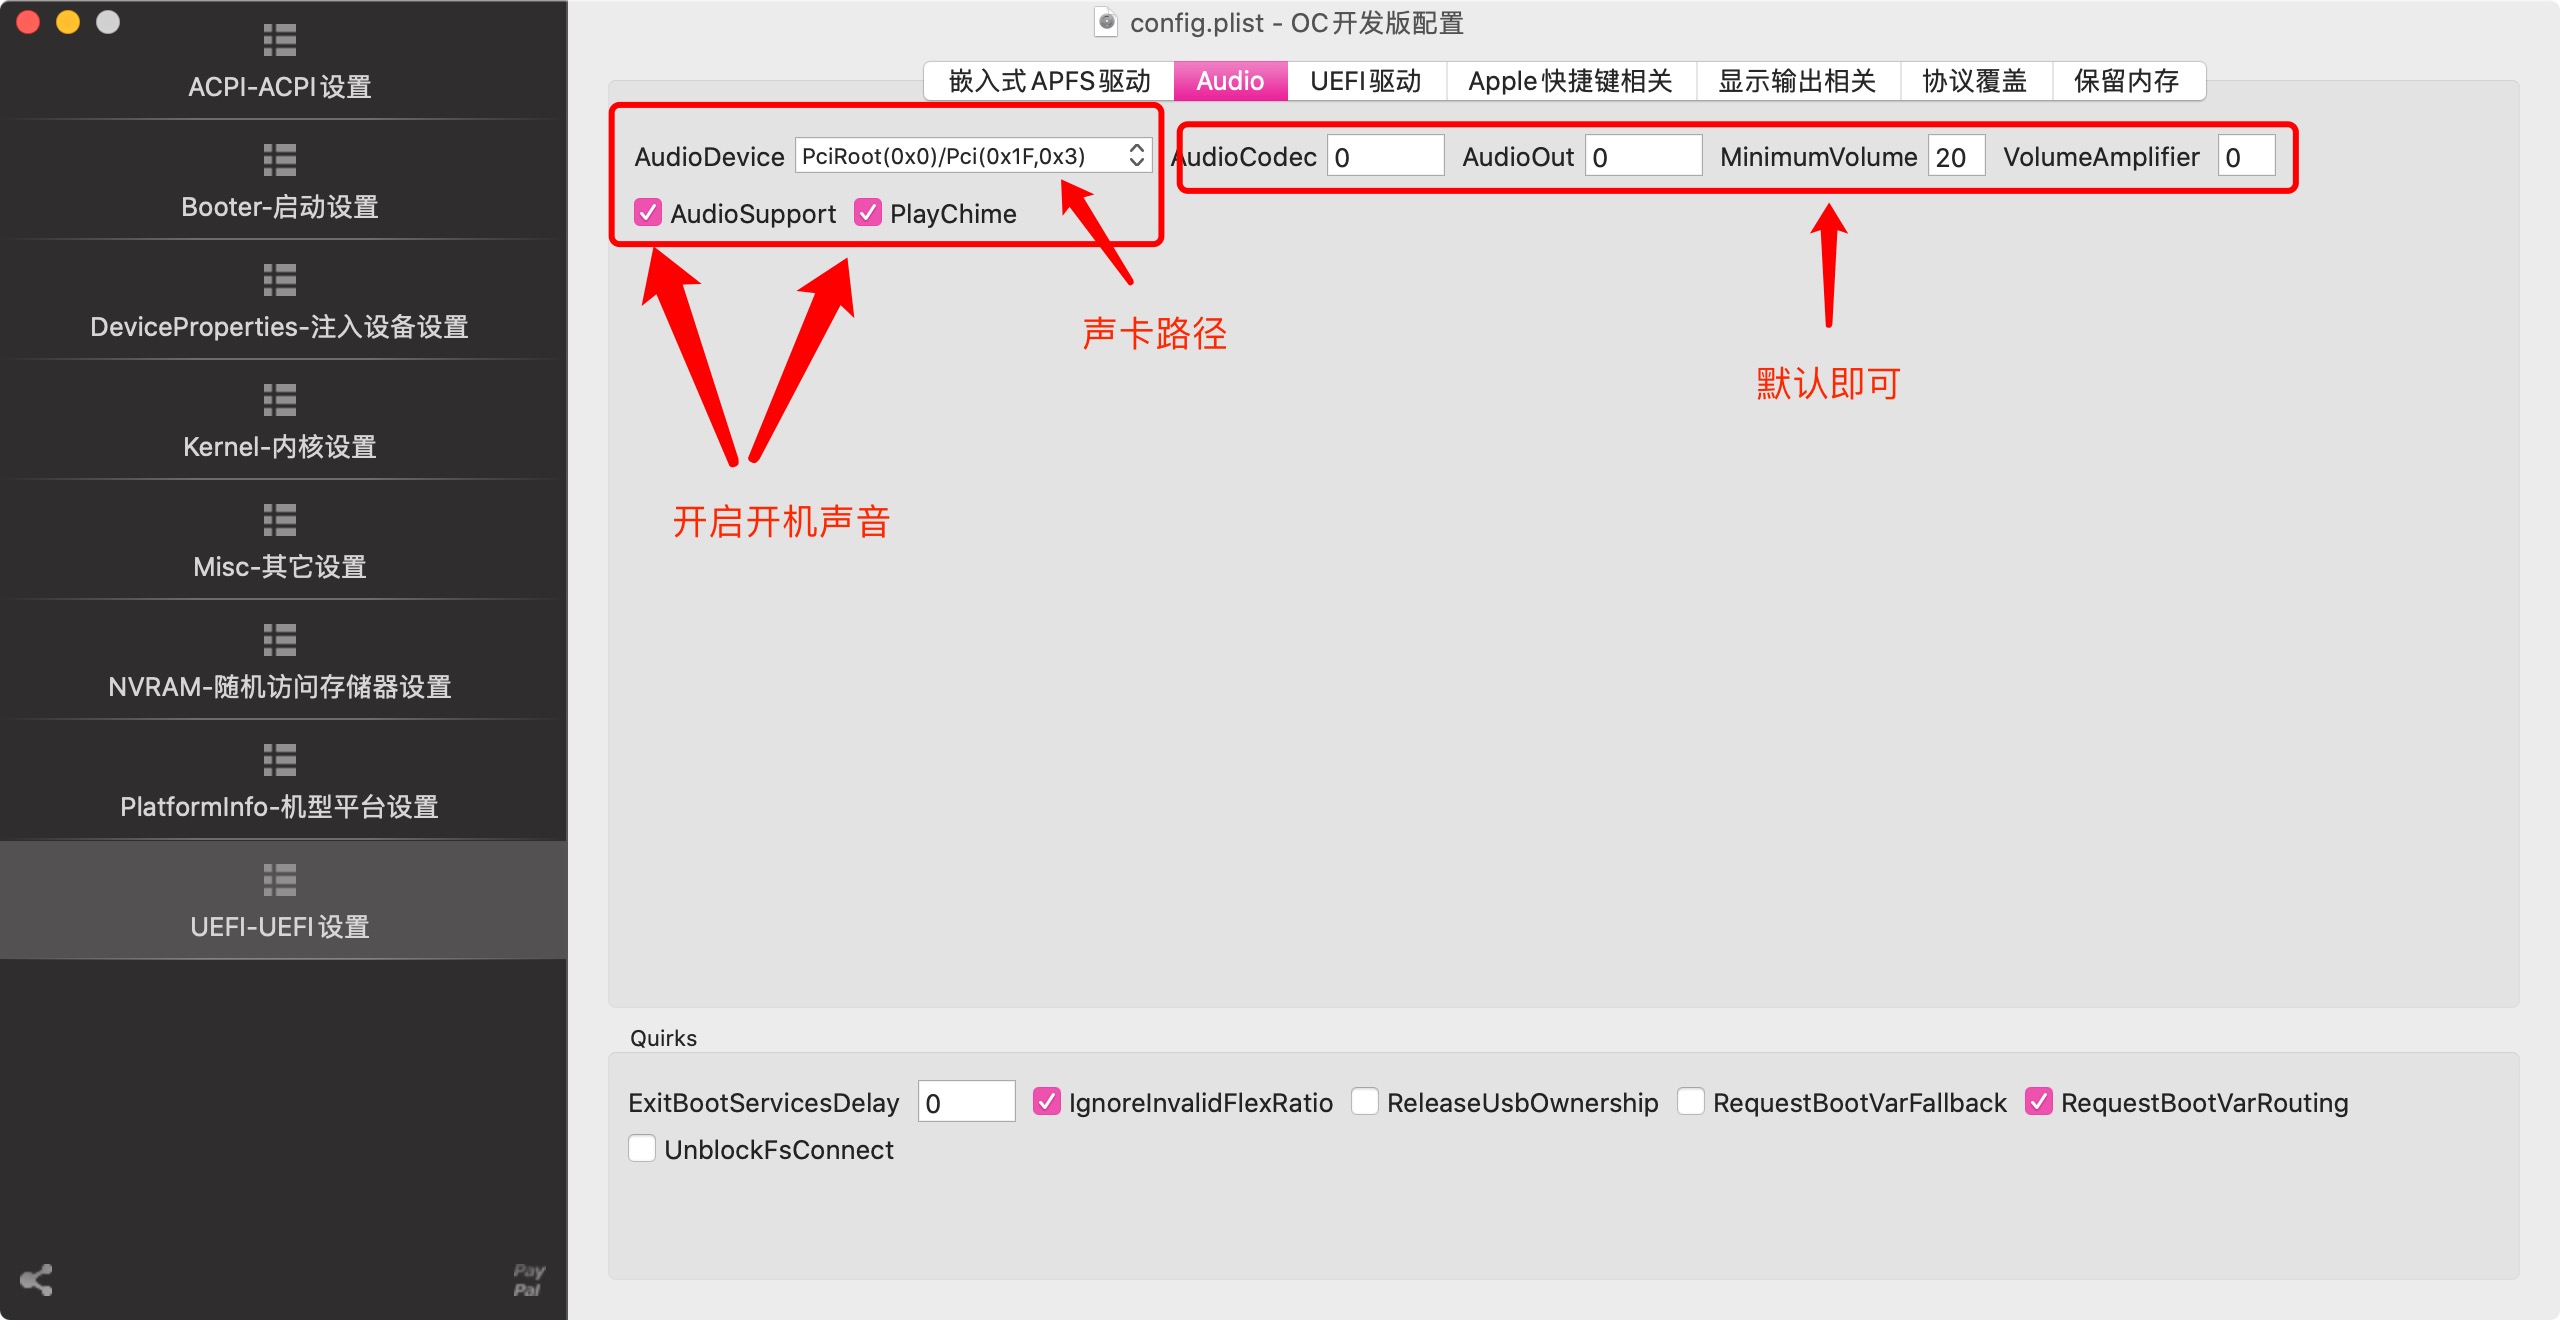 config.plist - OC开发版配置
ACPI-ACPI设置
Booter-启动设置
DeviceProperties-注入设备设置
Kernel-内核设置
Misc-其它设置
NVRAM-随机访问存储器设置
PlatformInfo-机型平台设置
UEFI-UEFI设置
Pay
Pal
嵌入式APFS驱动 Audio UEFI驱动 Apple快捷键相关 显示输出相关 协议覆盖 保留内存
AudioDevice PciRoot(0x0)/Pci(0x1F,0x3) AudioCodec 0 AudioOut 0 MinimumVolume 20 VolumeAmplifier 0
AudioSupport PlayChime
声卡路径
默认即可
开启开机声音
Quirks
ExitBootServicesDelay 0 IgnoreInvalidFlexRatio ReleaseUsbOwnership RequestBootVarFallback RequestBootVarRouting
UnblockFsConnect